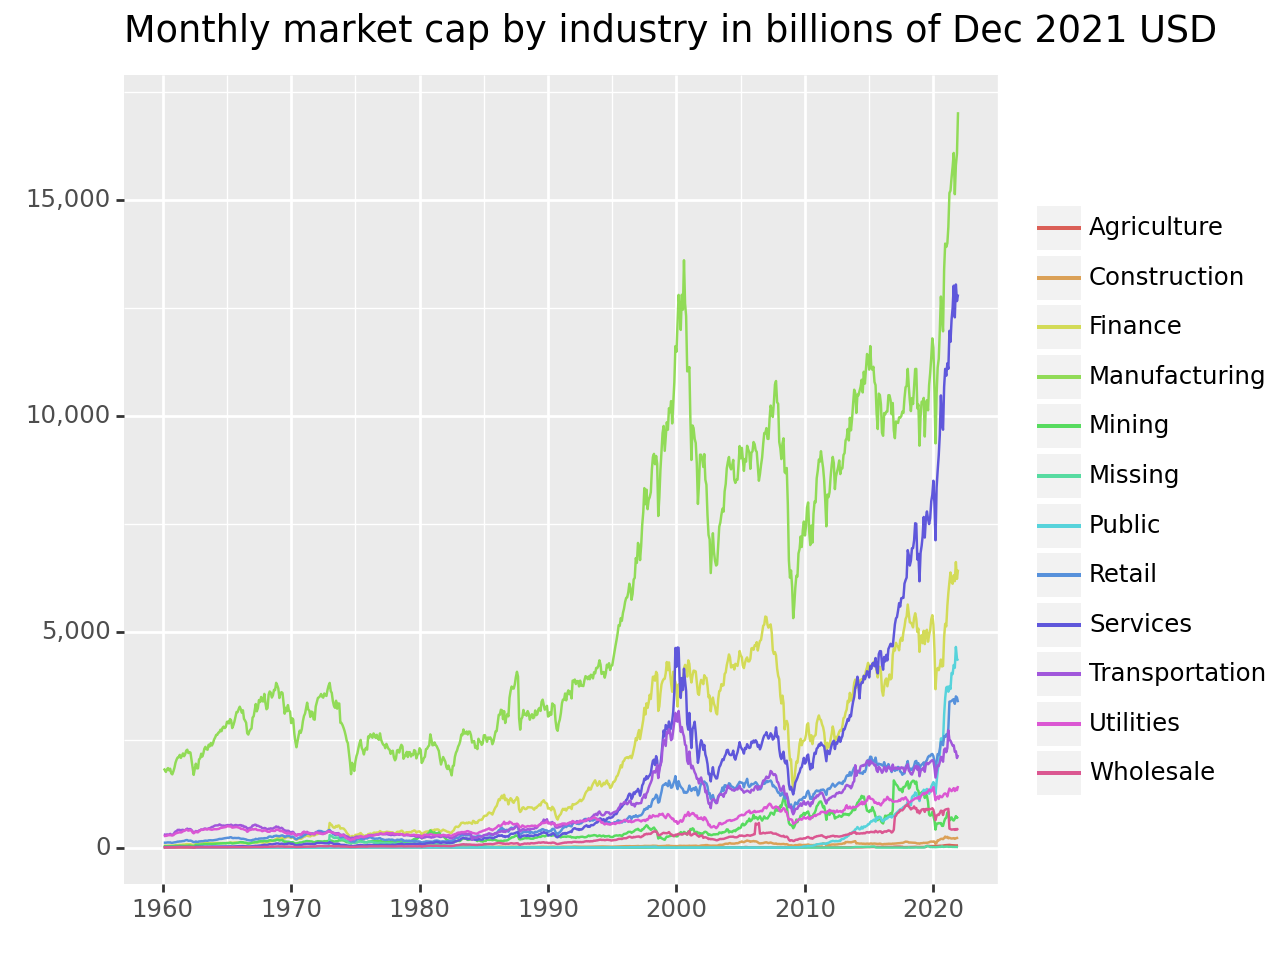 Monthly market cap by industry in billions of Dec 2021 USD
15,000
10,000
5,000
0
1960 1970 1980 1990 2000 2010 2020
Agriculture
Construction
Finance
Manufacturing
Mining
Missing
Public
Retail
Services
Transportation
Utilities
Wholesale